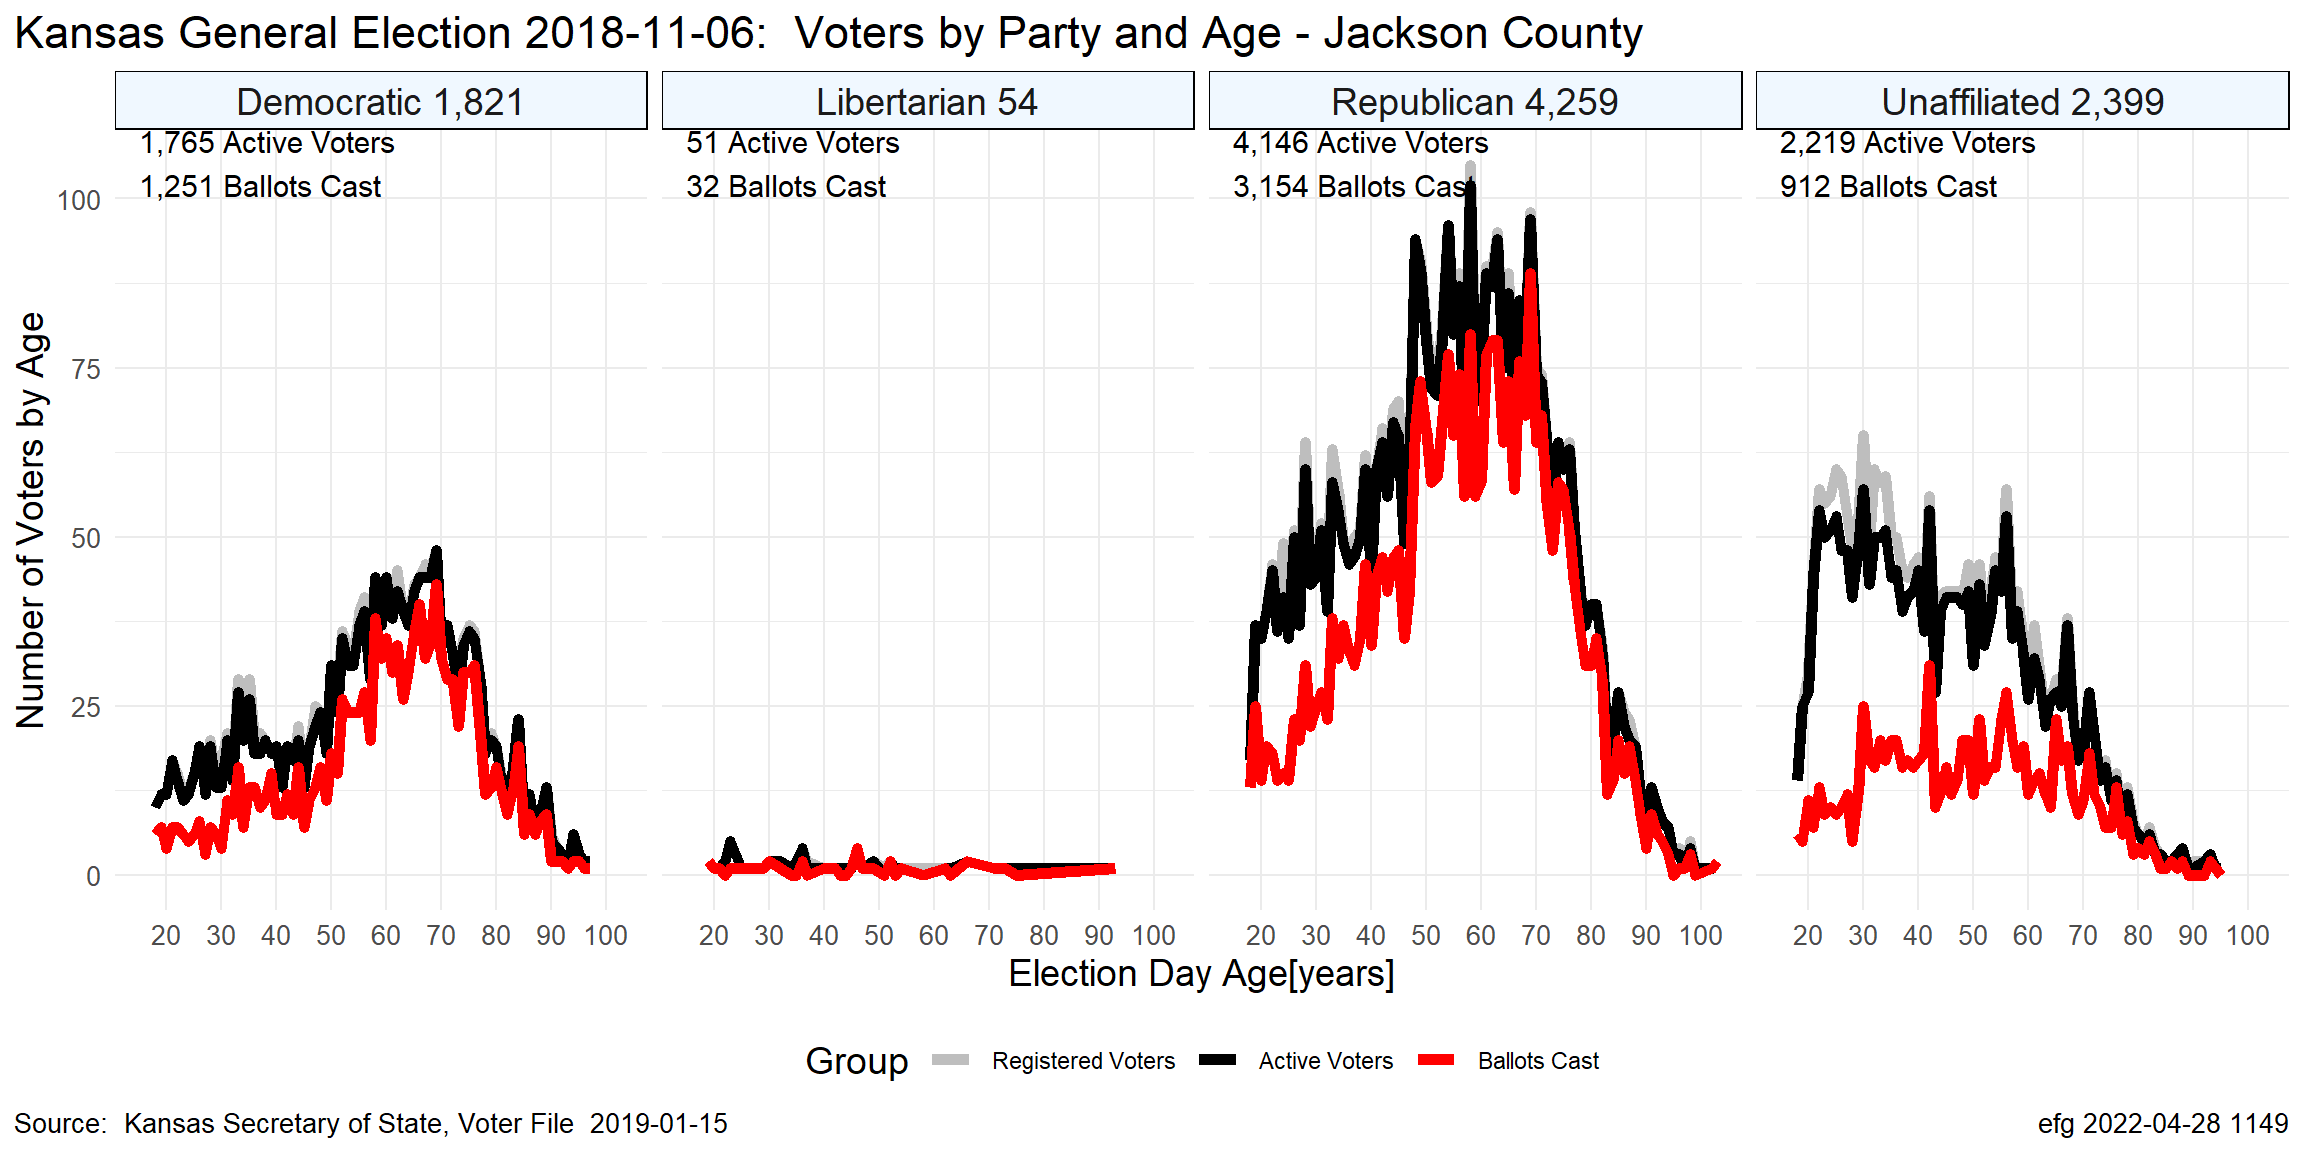 Kansas General Election 2018-11-06:  Voters by Party and Age - Jackson County
Democratic 1,821
Libertarian 54
Republican 4,259
Unaffiliated 2,399
1,765 Active Voters
1,251 Ballots Cast
51 Active Voters
32 Ballots Cast
4,146 Active Voters
3,154 Ballots Cast
2,219 Active Voters
912 Ballots Cast
Number of Voters by Age
100
75
50
25
0
20 30 40 50 60 70 80 90 100
20 30 40 50 60 70 80 90 100
20 30 40 50 60 70 80 90 100
20 30 40 50 60 70 80 90 100
Election Day Age[years]
Group Registered Voters Active Voters Ballots Cast
Source:  Kansas Secretary of State, Voter File  2019-01-15
efg 2022-04-28 1149